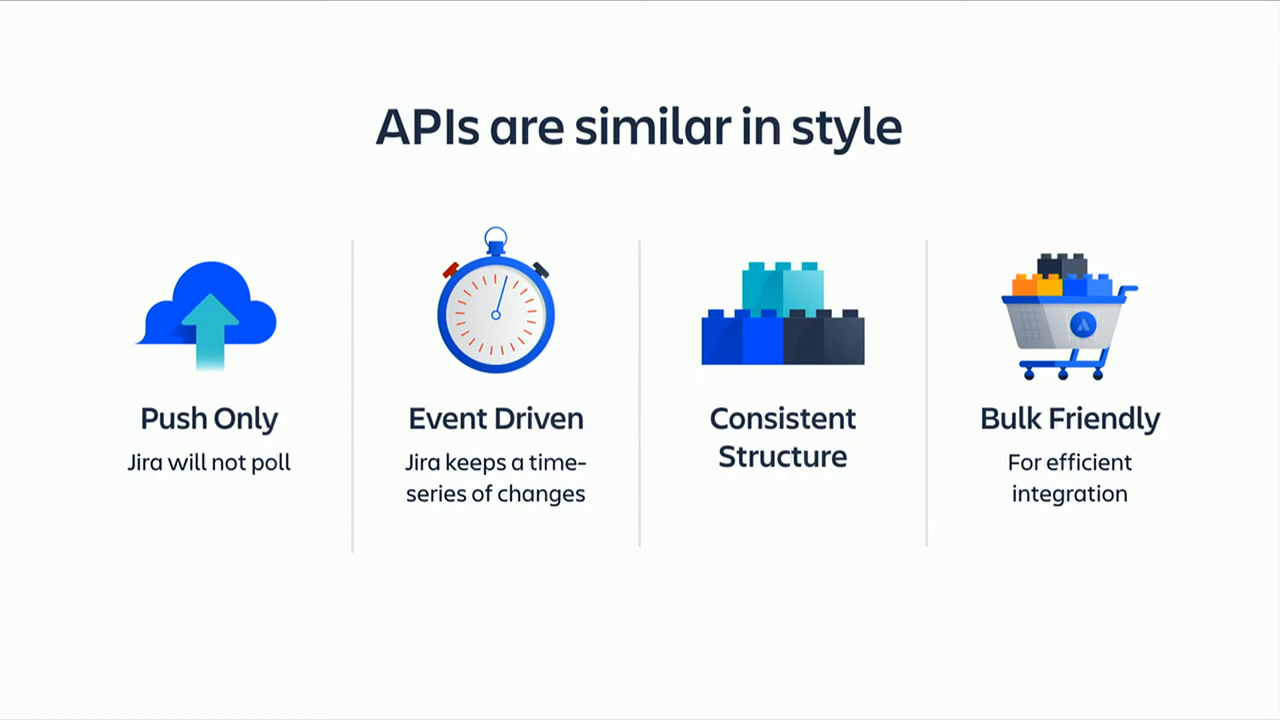 APIs are similar in style
Push Only
Jira will not poll
Event Driven
Jira keeps a time-
series of changes
Consistent
Structure
Bulk Friendly
For efficient
integration